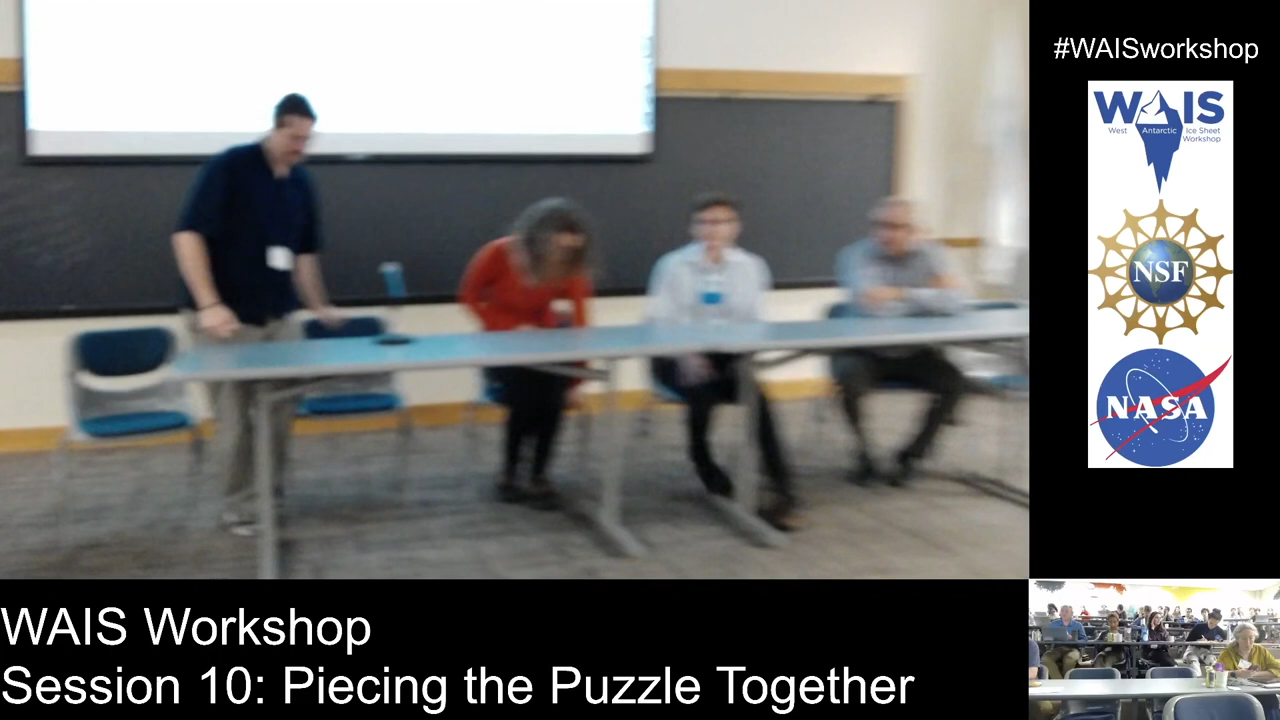 #WAISworkshop
WAIS
West Antarctic Ice Sheet
Workshop
NSF
NASA
WAIS Workshop
Session 10: Piecing the Puzzle Together